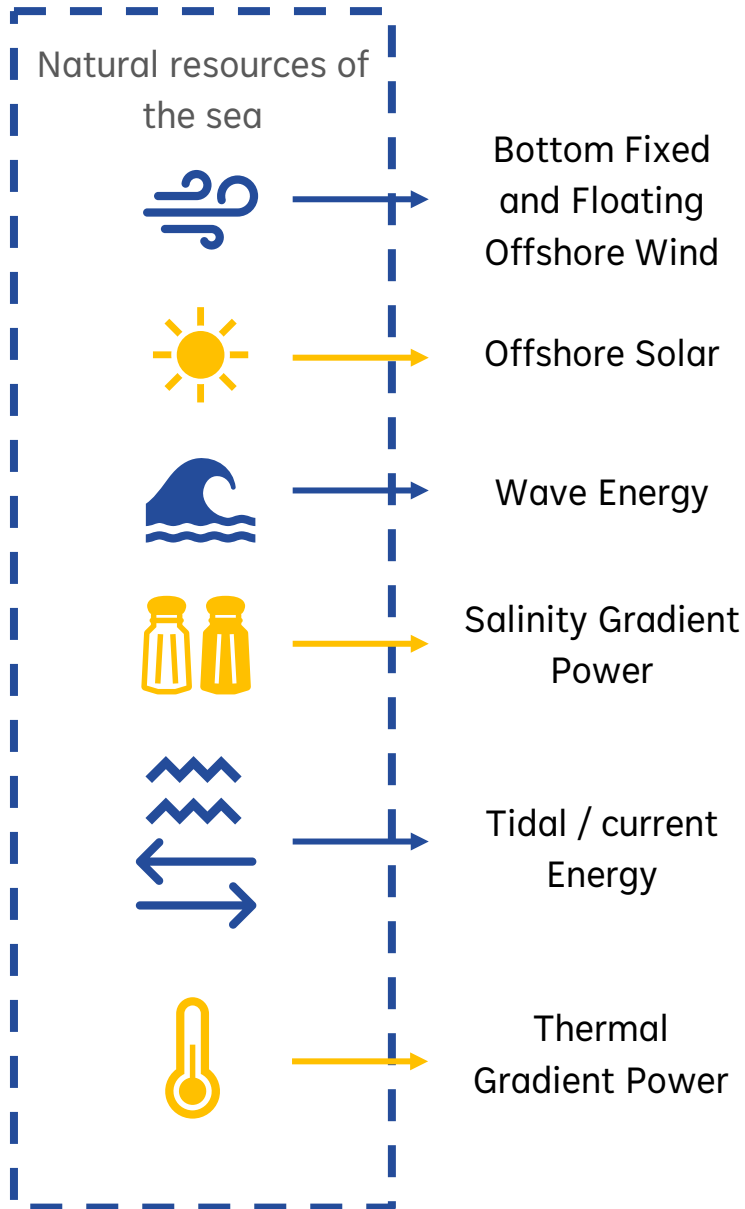 Natural resources of
the sea
Bottom Fixed
and Floating
Offshore Wind
Offshore Solar
Wave Energy
Salinity Gradient
Power
Tidal / current
Energy
Thermal
Gradient Power